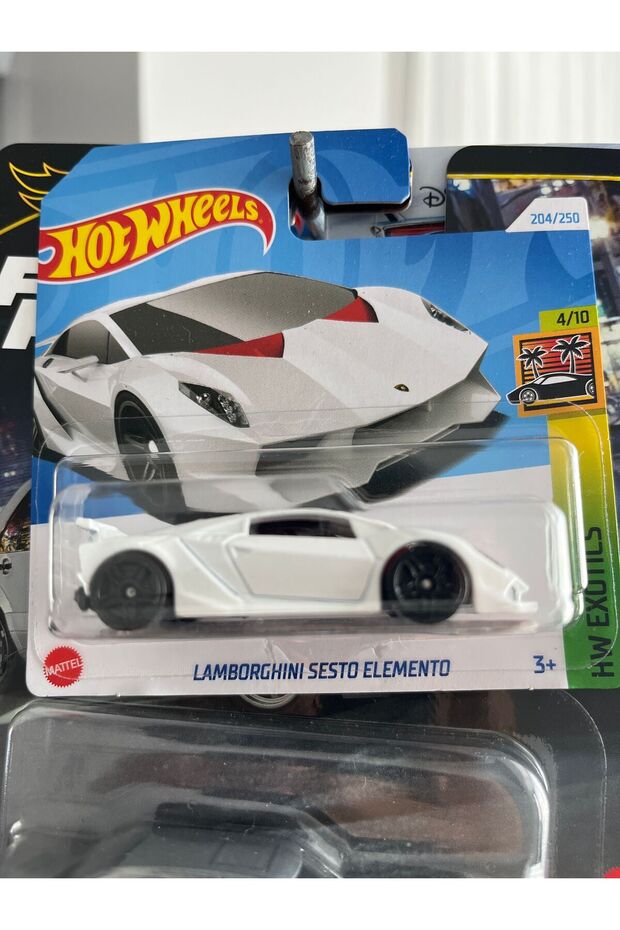 HOT WHEELS
204/250
4/10
HW EXOTICS
MATTEL
LAMBORGHINI SESTO ELEMENTO
3+